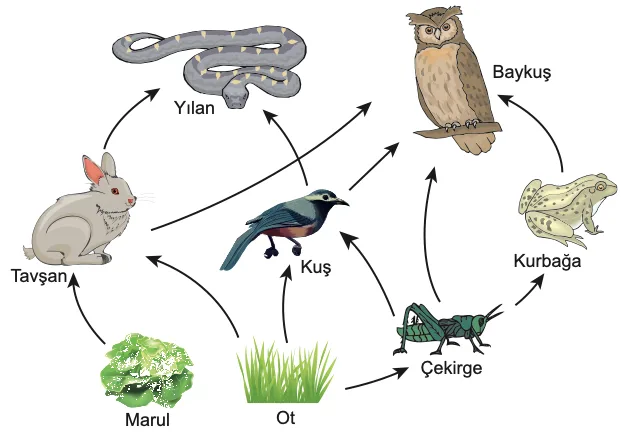 Yılan
Baykuş
Tavşan
Kuş
Kurbağa
Marul
Ot
Çekirge